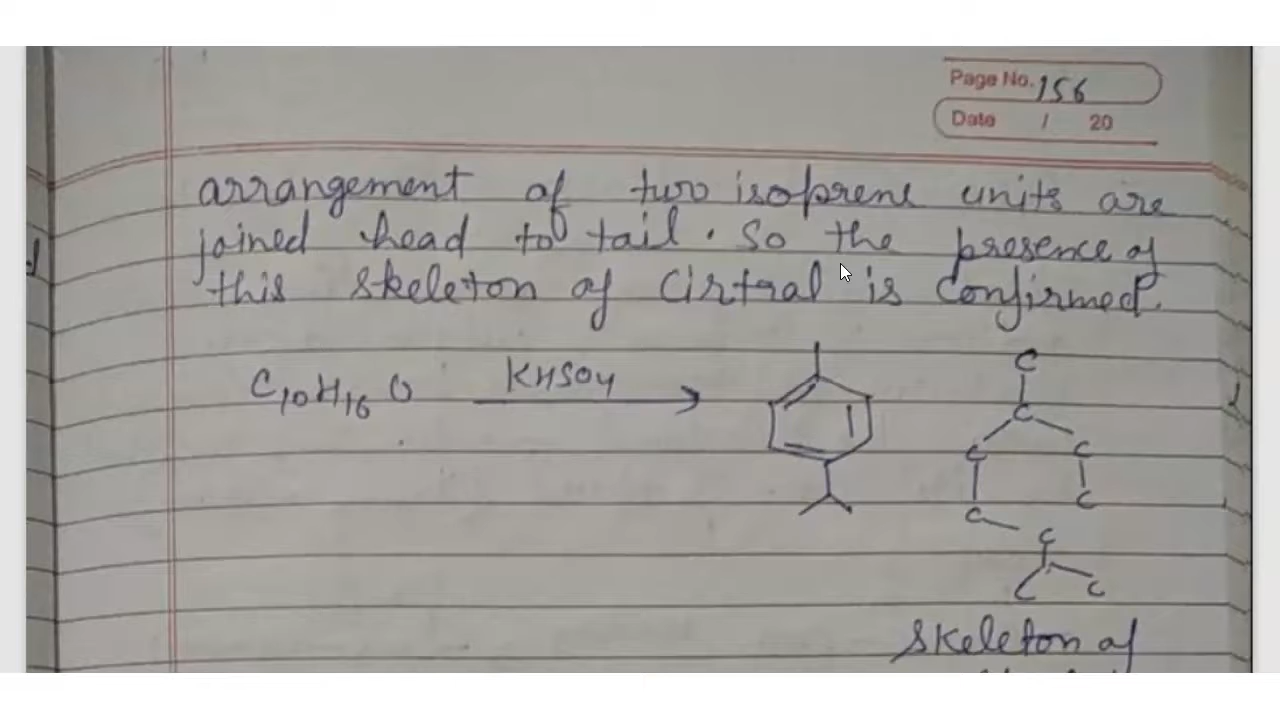 Page No. 156
Date / 20
arrangement of two isoprene units are
joined head to tail. So the presence of
this skeleton of Cirtral is Confirmed.
C10H16O KHSO4
C
C
C C
C C
C
C C
Skeleton of